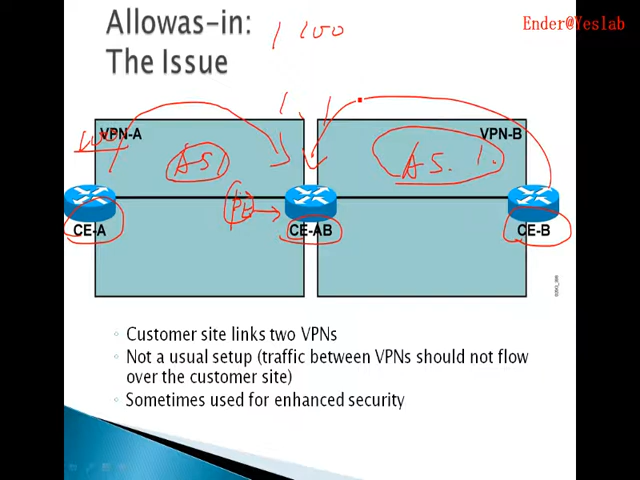 Allowas-in:
The Issue
1 100
Ender@Yeslab
VPN-A
VPN-B
AS 1.
PE
CE-A
CE-AB
CE-B
Customer site links two VPNs
Not a usual setup (traffic between VPNs should not flow
over the customer site)
Sometimes used for enhanced security